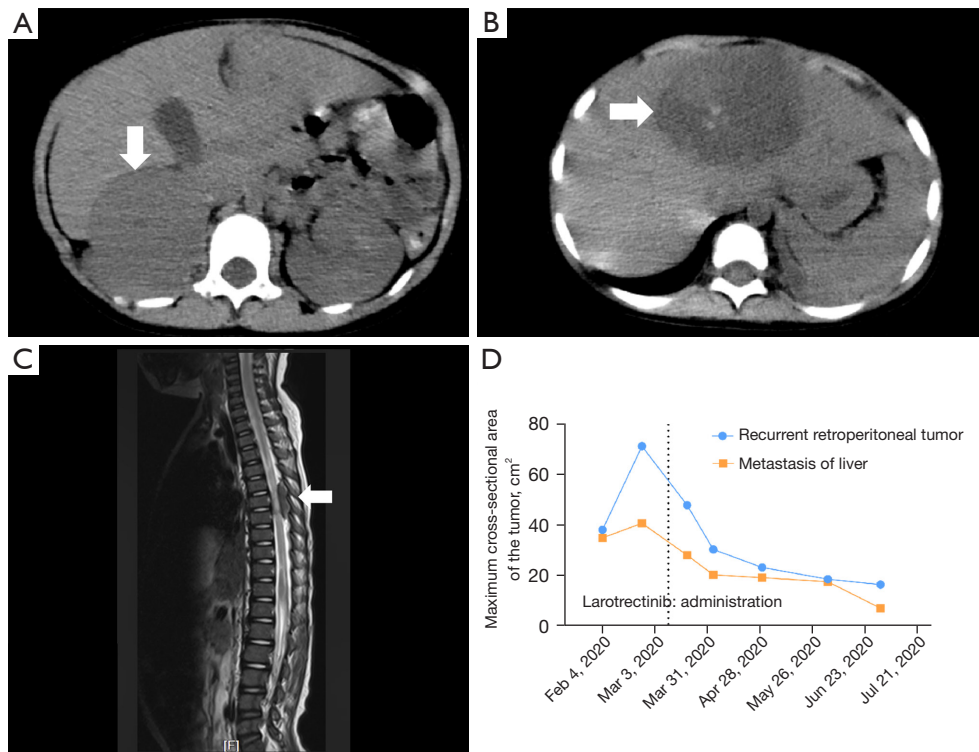 A
B
C
[F]
D
Maximum cross-sectional area
of the tumor, cm²
80
60
40
20
0
Recurrent retroperitoneal tumor
Metastasis of liver
Larotrectinib: administration
Feb 4, 2020
Mar 3, 2020
Mar 31, 2020
Apr 28, 2020
May 26, 2020
Jun 23, 2020
Jul 21, 2020